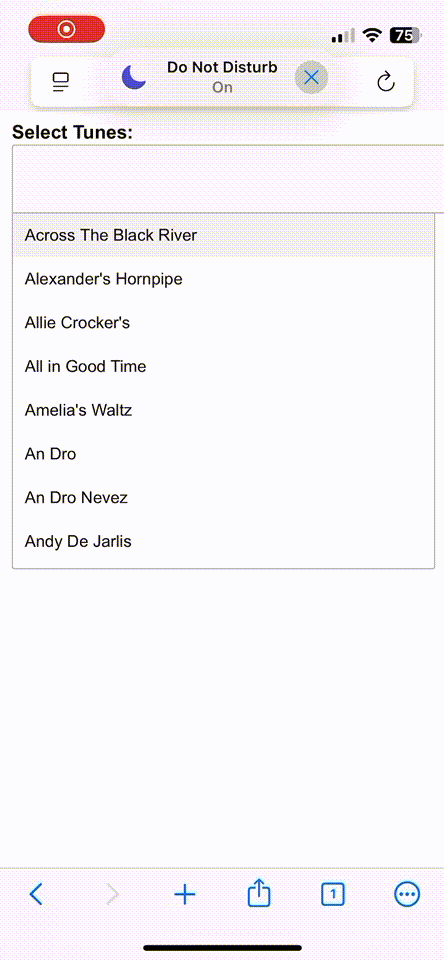 75
Do Not Disturb
On
Select Tunes:
Across The Black River
Alexander's Hornpipe
Allie Crocker's
All in Good Time
Amelia's Waltz
An Dro
An Dro Nevez
Andy De Jarlis
1